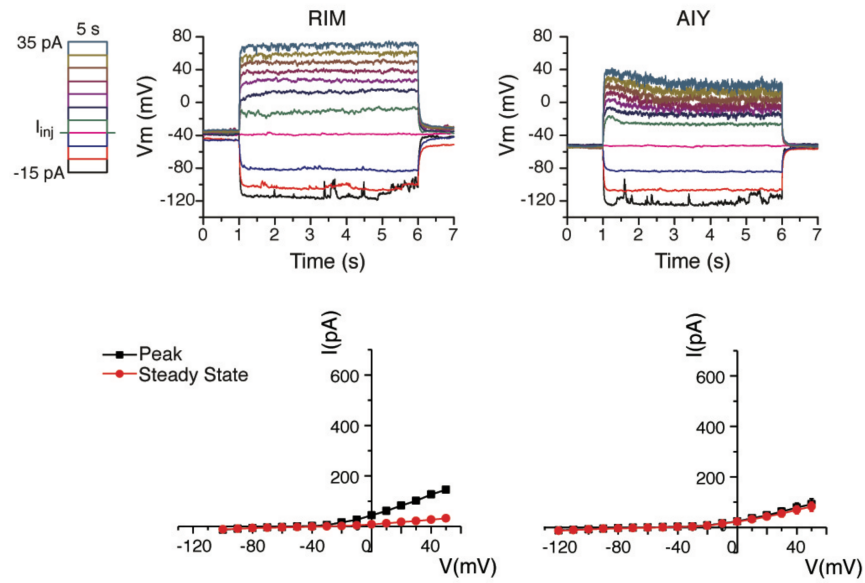 RIM
AIY
5 s
35 pA
Iinj
-15 pA
Vm (mV)
80
40
0
-40
-80
-120
0 1 2 3 4 5 6 7
Time (s)
Vm (mV)
80
40
0
-40
-80
-120
0 1 2 3 4 5 6 7
Time (s)
Peak
Steady State
I(pA)
600
400
200
-120 -80 -40 0 40
V(mV)
I(pA)
600
400
200
-120 -80 -40 0 40
V(mV)